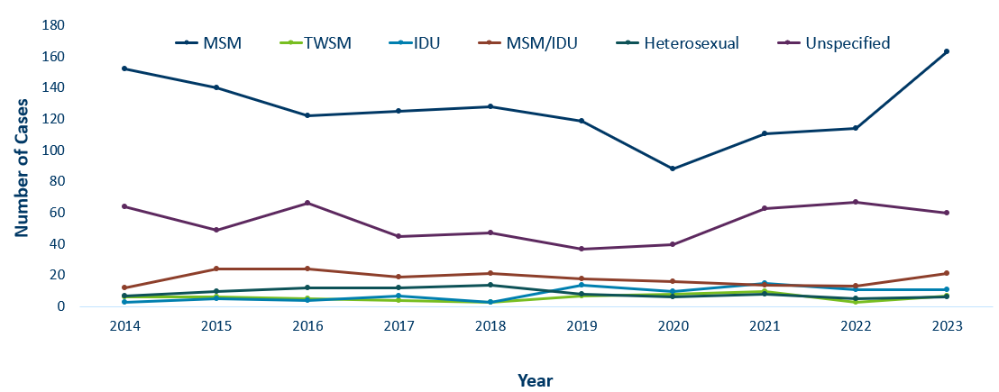 180
MSM TWSM IDU MSM/IDU Heterosexual Unspecified
160
140
120
100
80
60
40
20
0
Number of Cases
2014 2015 2016 2017 2018 2019 2020 2021 2022 2023
Year